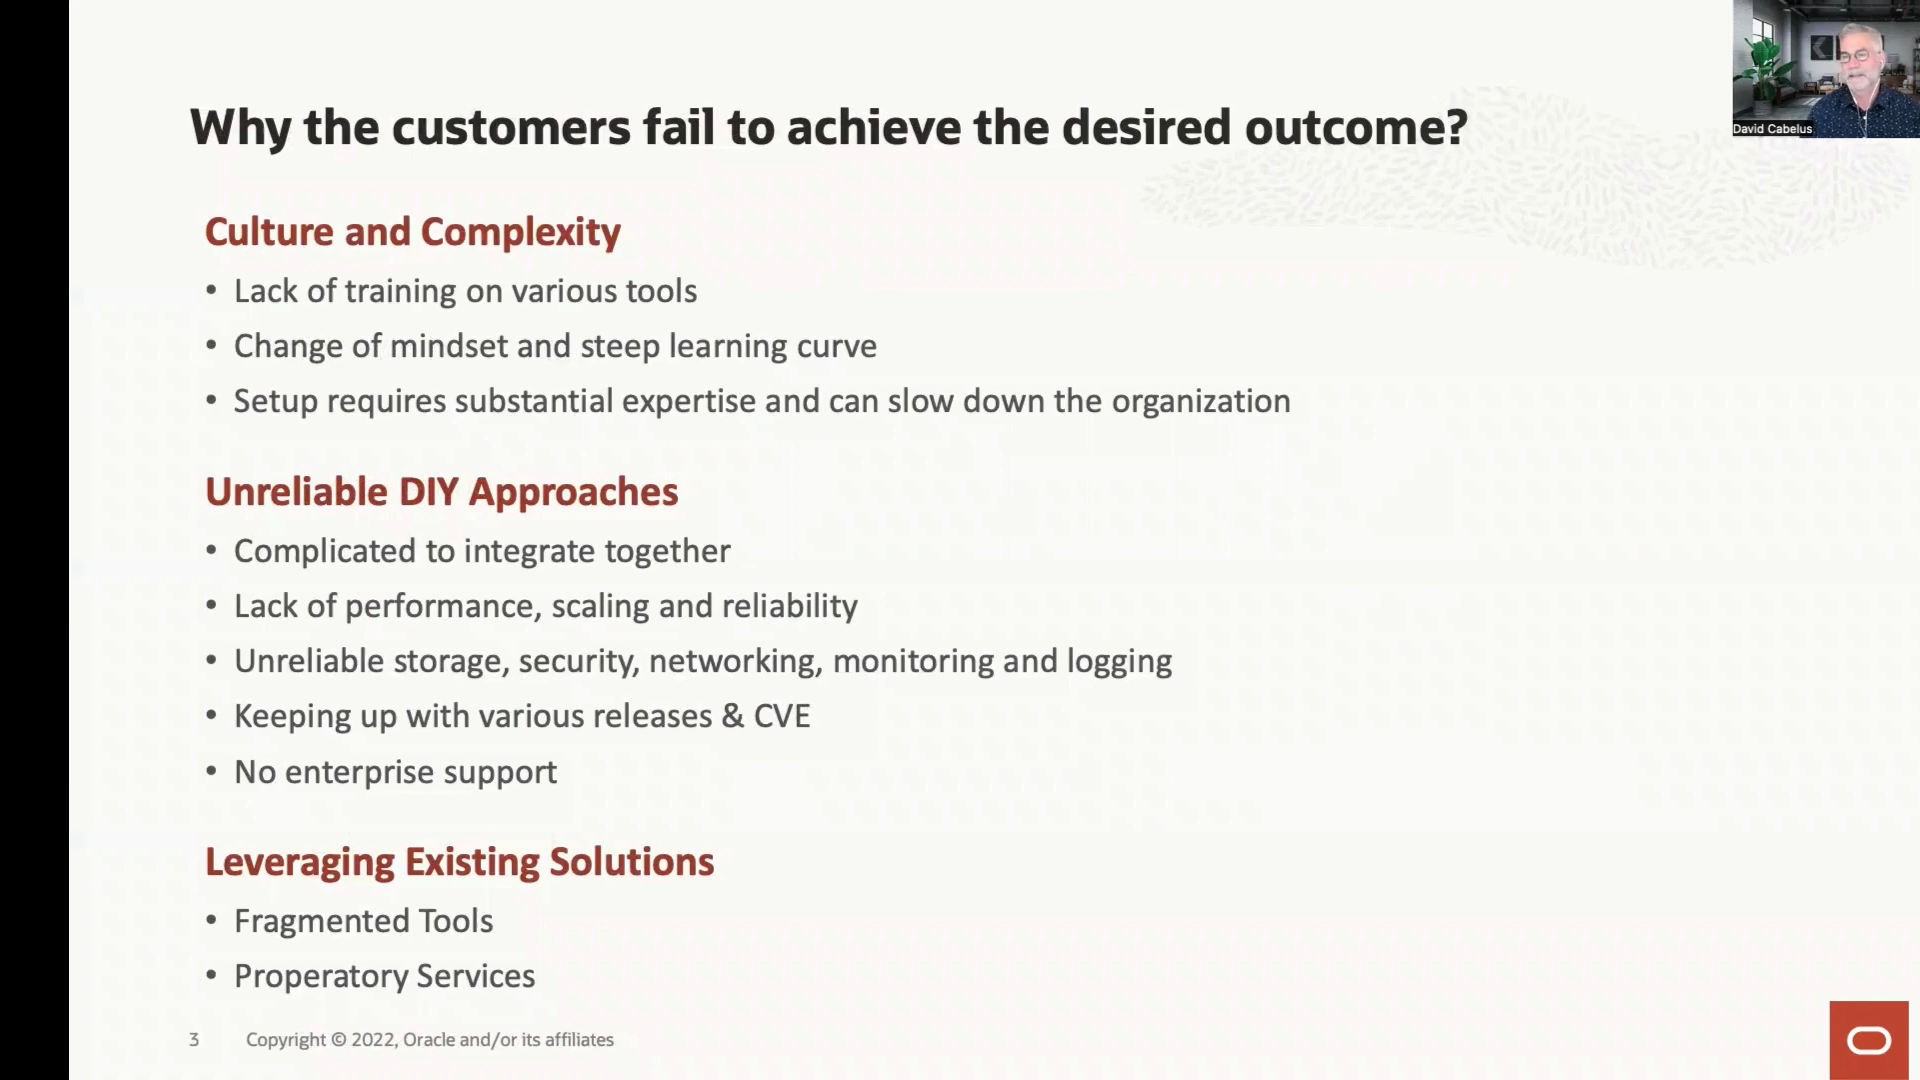 Why the customers fail to achieve the desired outcome?
David Cabelus
Culture and Complexity
• Lack of training on various tools
• Change of mindset and steep learning curve
• Setup requires substantial expertise and can slow down the organization
Unreliable DIY Approaches
• Complicated to integrate together
• Lack of performance, scaling and reliability
• Unreliable storage, security, networking, monitoring and logging
• Keeping up with various releases & CVE
• No enterprise support
Leveraging Existing Solutions
• Fragmented Tools
• Properatory Services
3 Copyright © 2022, Oracle and/or its affiliates